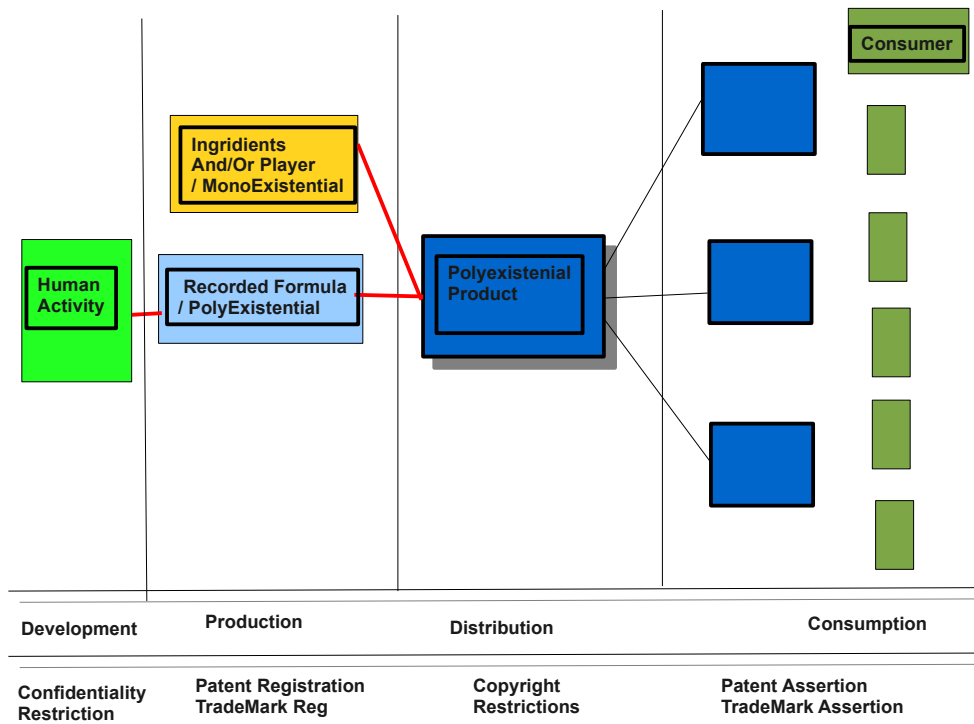 Consumer
Ingridients
And/Or Player
/ MonoExistential
Human
Activity
Recorded Formula
/ PolyExistential
Polyexistenial
Product
Development
Production
Distribution
Consumption
Confidentiality
Restriction
Patent Registration
TradeMark Reg
Copyright
Restrictions
Patent Assertion
TradeMark Assertion